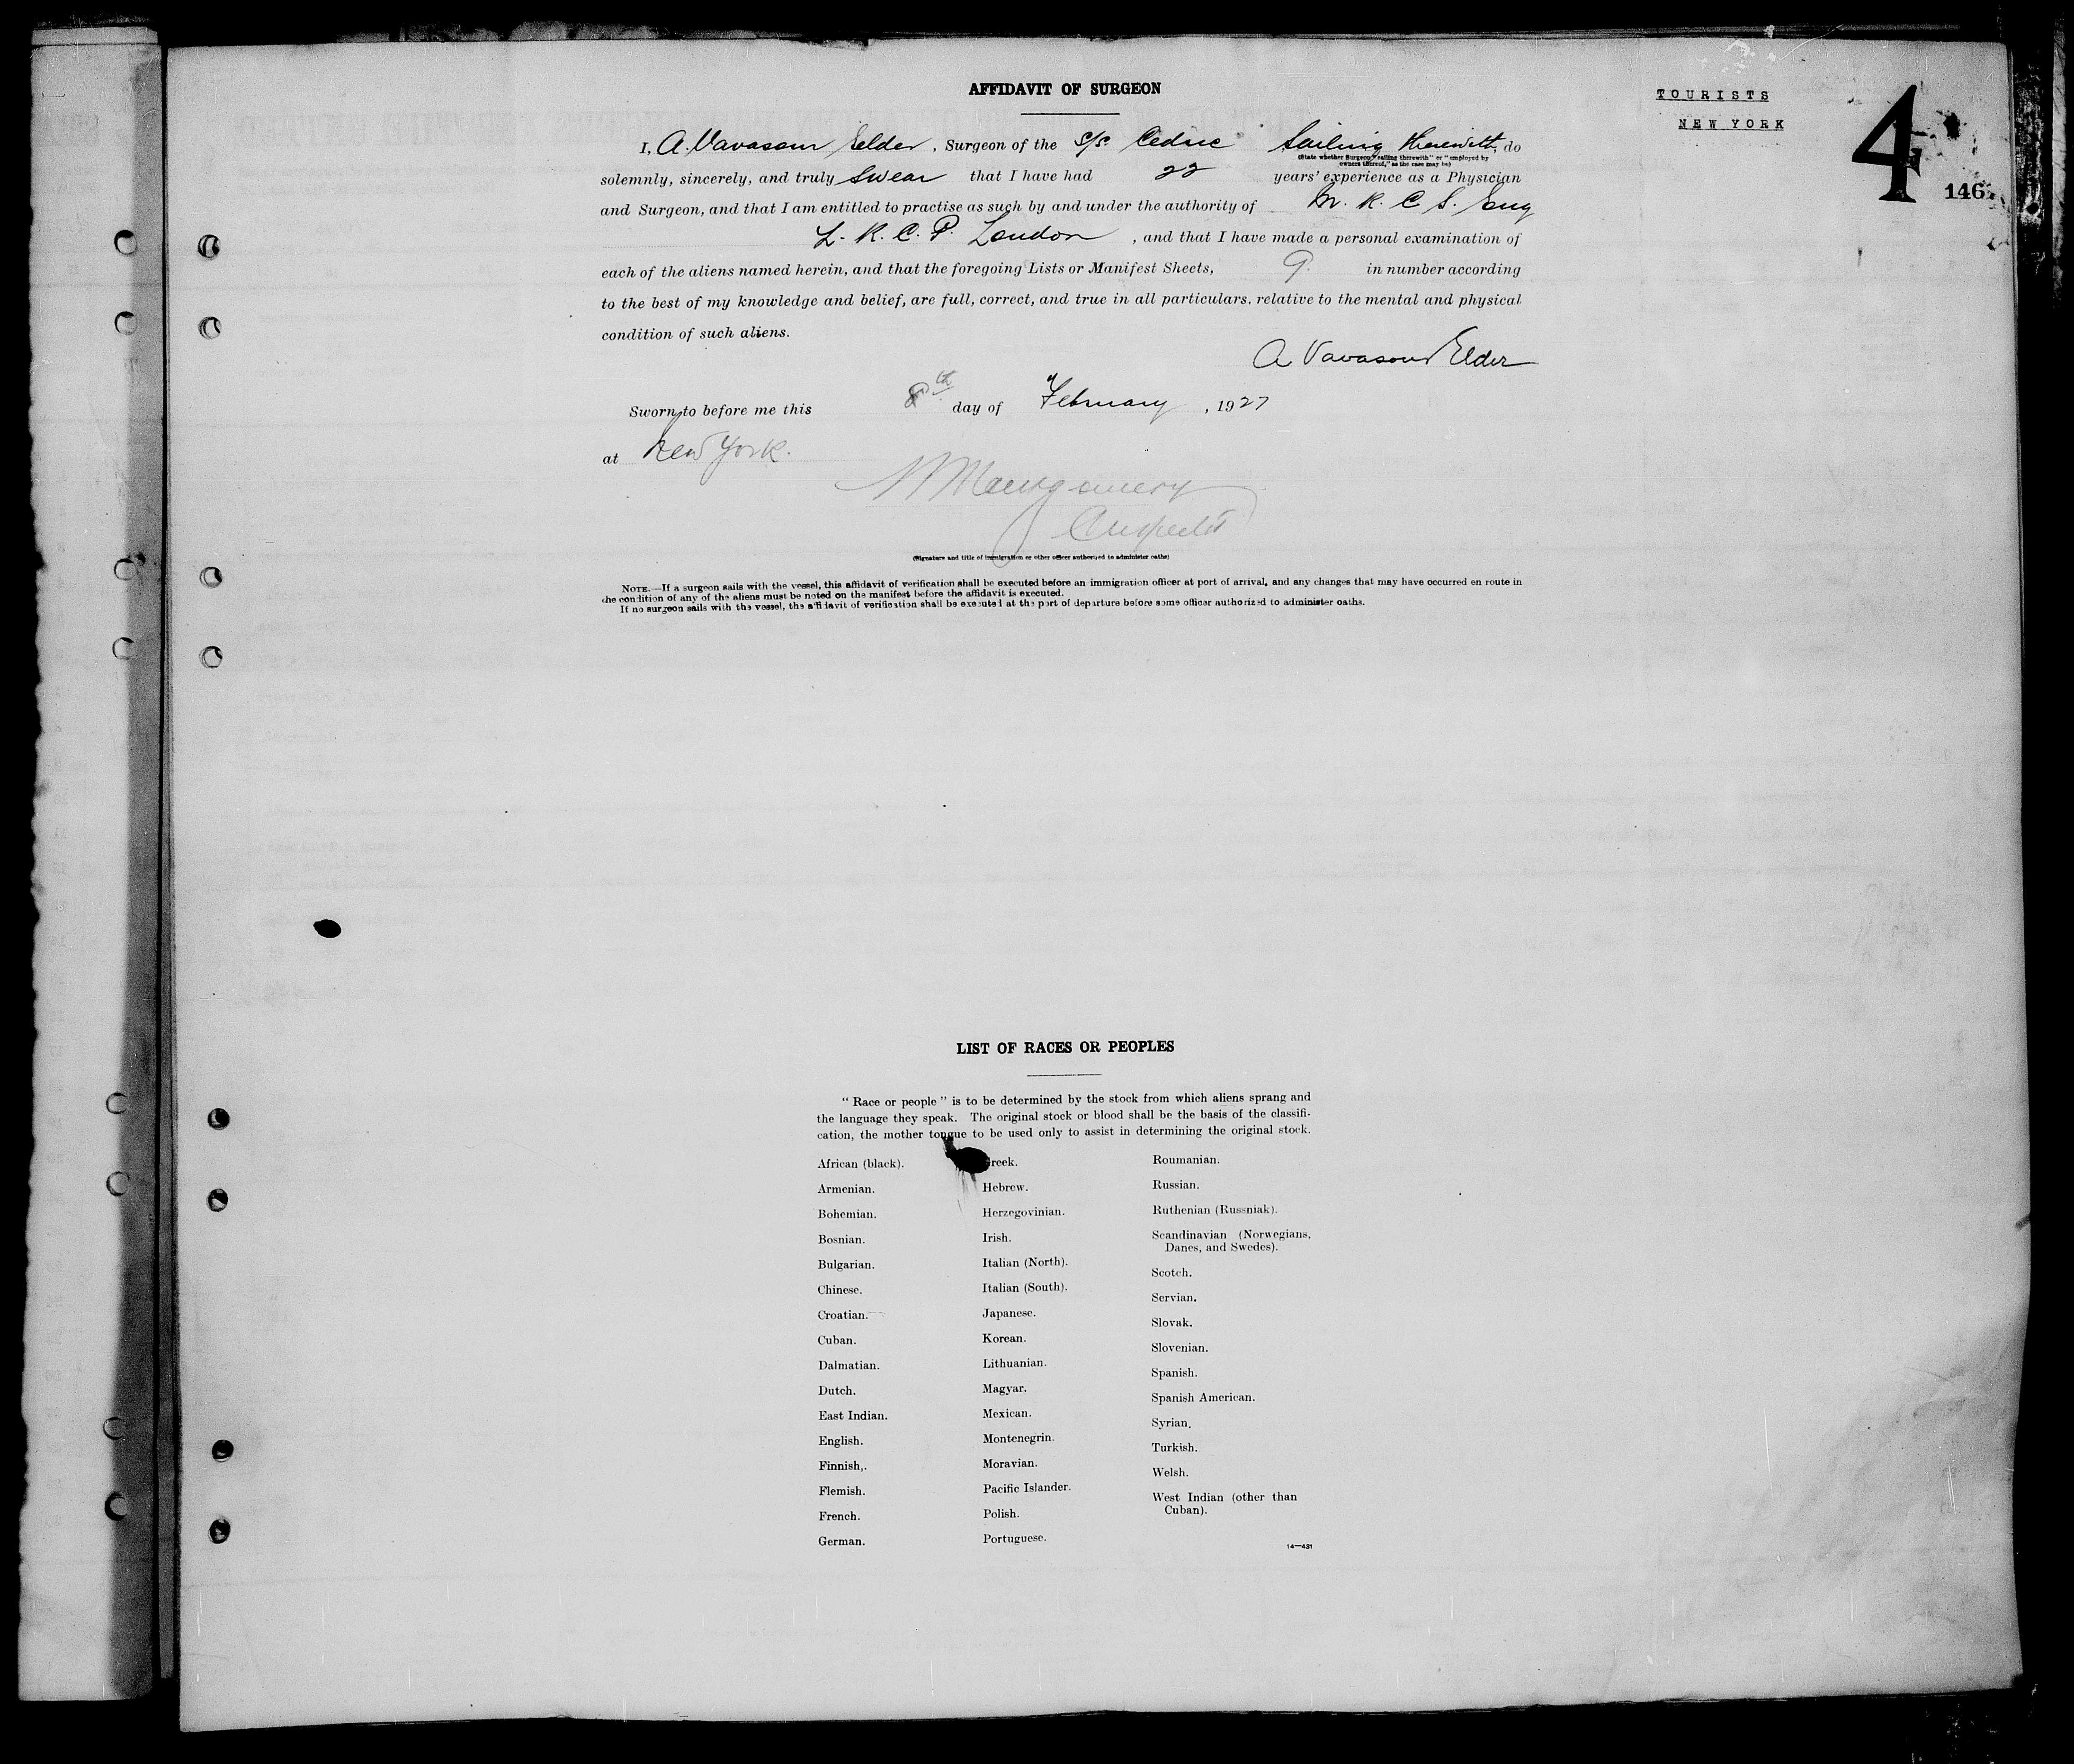 AFFIDAVIT OF SURGEON
TOURISTS
NEW YORK
4
146
I, A. Vavasour Elder, Surgeon of the S/S Cedric Sailing Therewith, do
(State whether Surgeon "sailing therewith" or "employed by
owners thereof," as the case may be)
solemnly, sincerely, and truly swear that I have had 22 years' experience as a Physician
and Surgeon, and that I am entitled to practise as such by and under the authority of M. R. C. S. Eng
L. R. C. P. London, and that I have made a personal examination of
each of the aliens named herein, and that the foregoing Lists or Manifest Sheets, 9 in number according
to the best of my knowledge and belief, are full, correct, and true in all particulars, relative to the mental and physical
condition of such aliens.
A Vavasour Elder
Sworn to before me this 8th day of February, 1927
at New York.
Montgomery
Inspector
(Signature and title of immigration or other officer authorized to administer oaths)
NOTE.—If a surgeon sails with the vessel, this affidavit of verification shall be executed before an immigration officer at port of arrival, and any changes that may have occurred en route in
the condition of any of the aliens must be noted on the manifest before the affidavit is executed.
If no surgeon sails with the vessel, the affidavit of verification shall be executed at the port of departure before some officer authorized to administer oaths.
LIST OF RACES OR PEOPLES
"Race or people" is to be determined by the stock from which aliens sprang and
the language they speak. The original stock or blood shall be the basis of the classifi-
cation, the mother tongue to be used only to assist in determining the original stock.
African (black).
Armenian.
Bohemian.
Bosnian.
Bulgarian.
Chinese.
Croatian.
Cuban.
Dalmatian.
Dutch.
East Indian.
English.
Finnish,.
Flemish.
French.
German.
Greek.
Hebrew.
Herzegovinian.
Irish.
Italian (North).
Italian (South).
Japanese.
Korean.
Lithuanian.
Magyar.
Mexican.
Montenegrin.
Moravian.
Pacific Islander.
Polish.
Portuguese.
Roumanian.
Russian.
Ruthenian (Russniak).
Scandinavian (Norwegians,
Danes, and Swedes).
Scotch.
Servian.
Slovak.
Slovenian.
Spanish.
Spanish American.
Syrian.
Turkish.
Welsh.
West Indian (other than
Cuban).
14—431